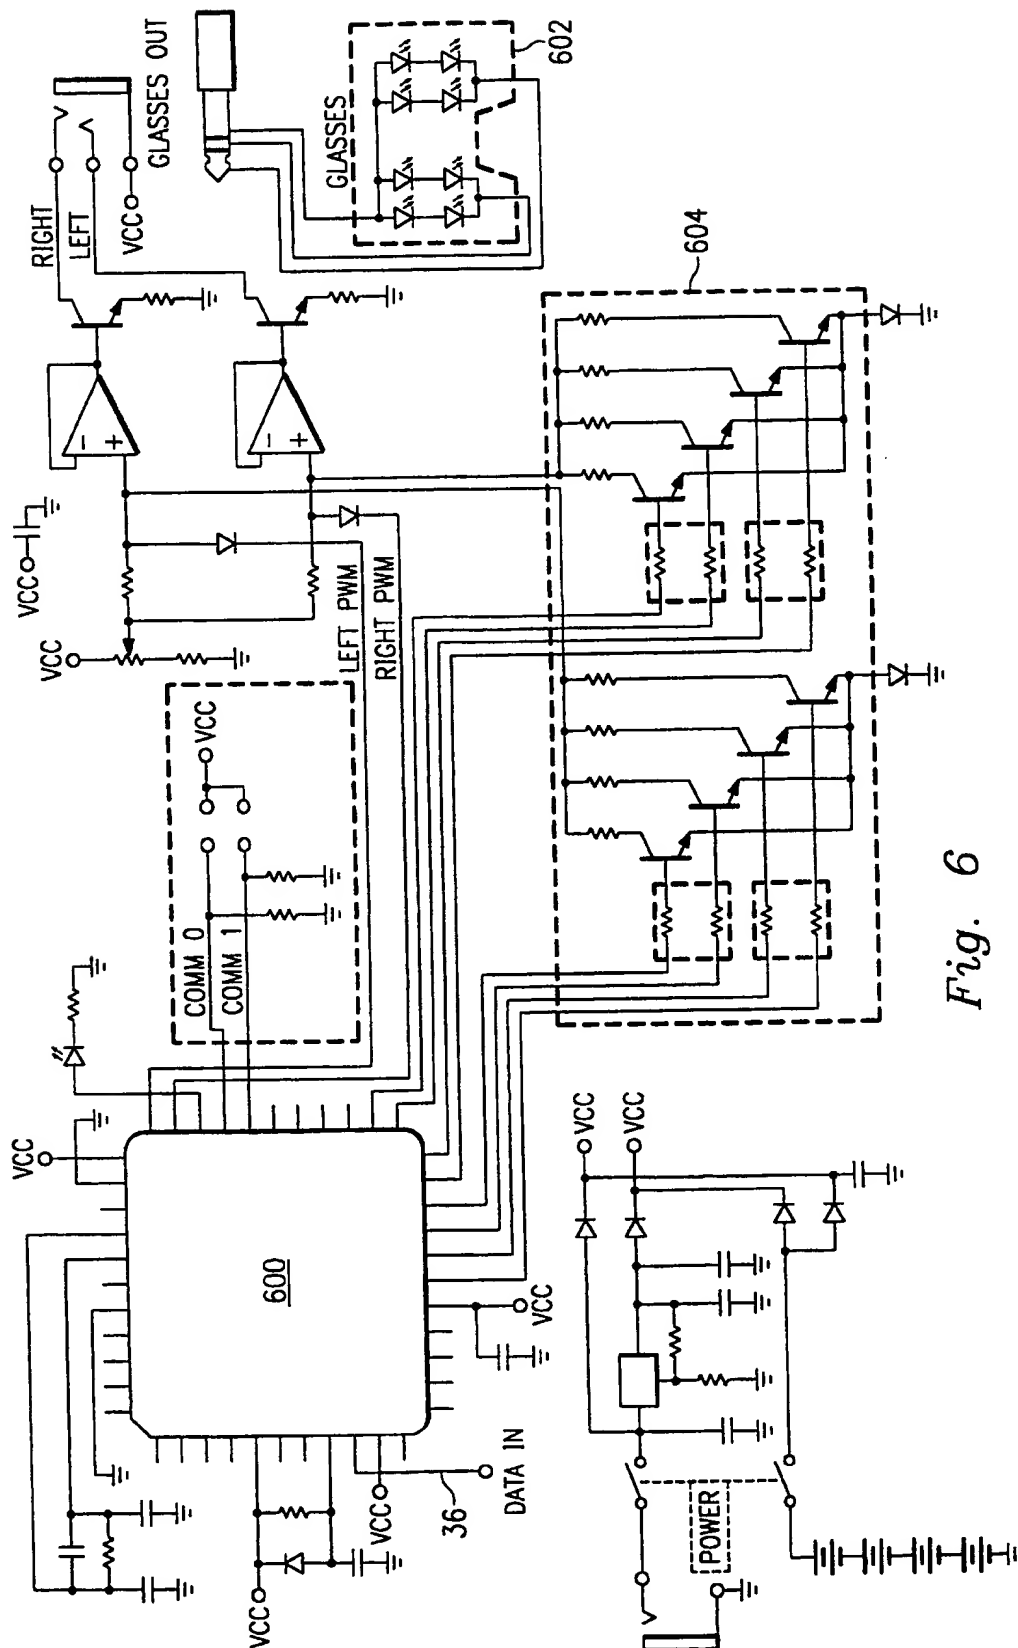 VCC
VCC
RIGHT
LEFT
VCC
GLASSES OUT
GLASSES
602
-
+
-
+
VCC
COMM 0
COMM 1
LEFT PWM
RIGHT PWM
VCC
600
604
VCC
36
DATA IN
VCC
VCC
VCC
VCC
POWER
Fig. 6